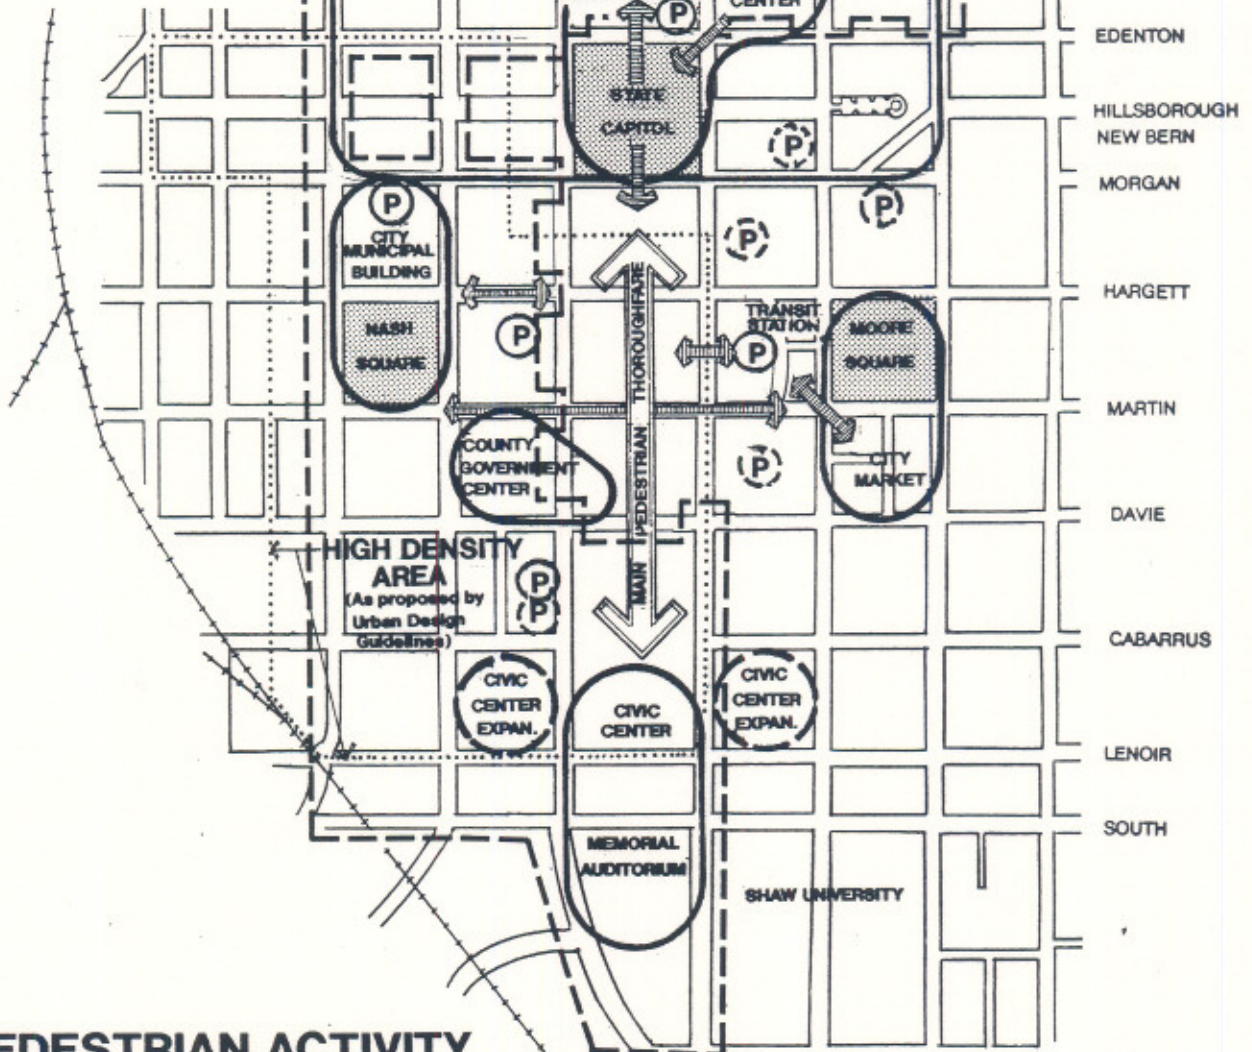 P
CENTER
EDENTON
STATE
CAPITOL
HILLSBOROUGH
NEW BERN
P
MORGAN
P
P
P
CITY
MUNICIPAL
BUILDING
HARGETT
NASH
SQUARE
P
TRANSIT
STATION
P
MOORE
SQUARE
MAIN PEDESTRIAN THOROUGHFARE
MARTIN
COUNTY
GOVERNMENT
CENTER
P
CITY
MARKET
DAVIE
HIGH DENSITY
AREA
(As proposed by
Urban Design
Guidelines)
P
P
CABARRUS
CIVIC
CENTER
EXPAN.
CIVIC
CENTER
CIVIC
CENTER
EXPAN.
LENOIR
SOUTH
MEMORIAL
AUDITORIUM
SHAW UNIVERSITY
EDESTRIAN ACTIVITY